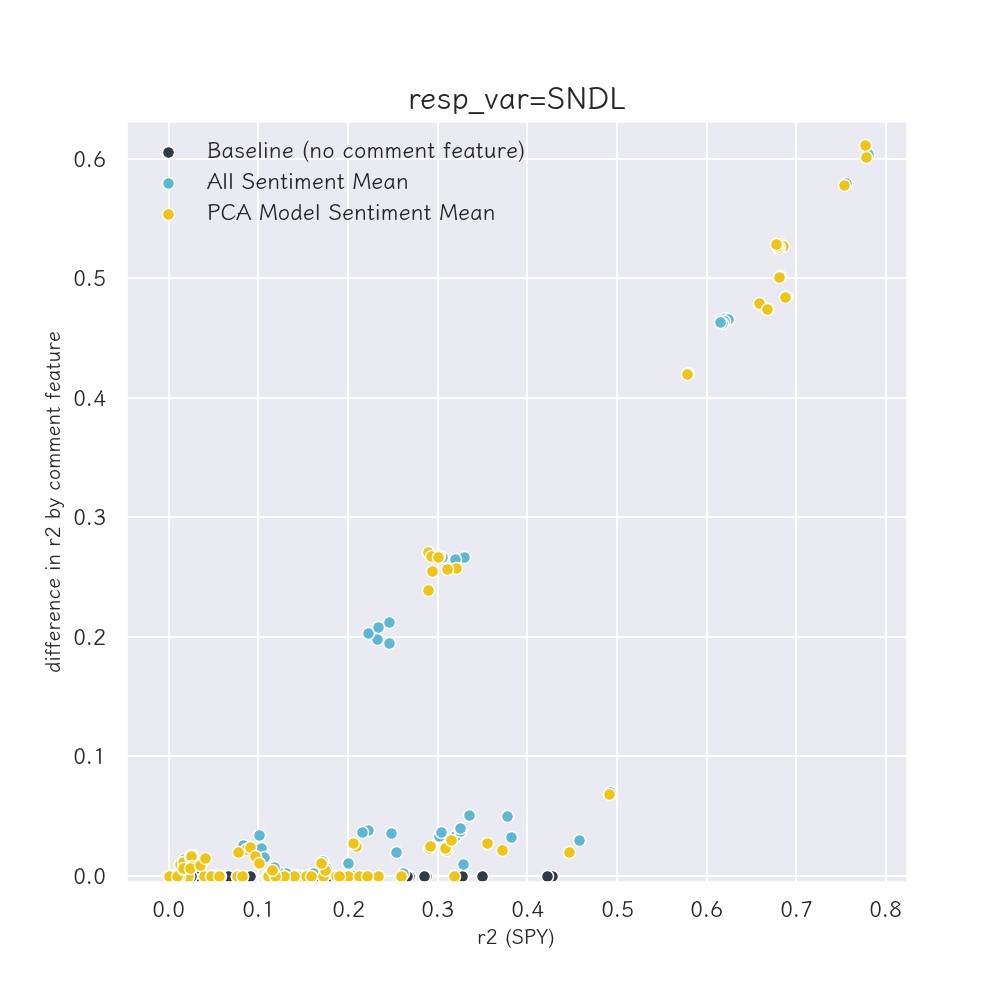 resp_var=SNDL
Baseline (no comment feature)
All Sentiment Mean
PCA Model Sentiment Mean
0.6
0.5
0.4
0.3
0.2
0.1
0.0
difference in r2 by comment feature
0.0 0.1 0.2 0.3 0.4 0.5 0.6 0.7 0.8
r2 (SPY)